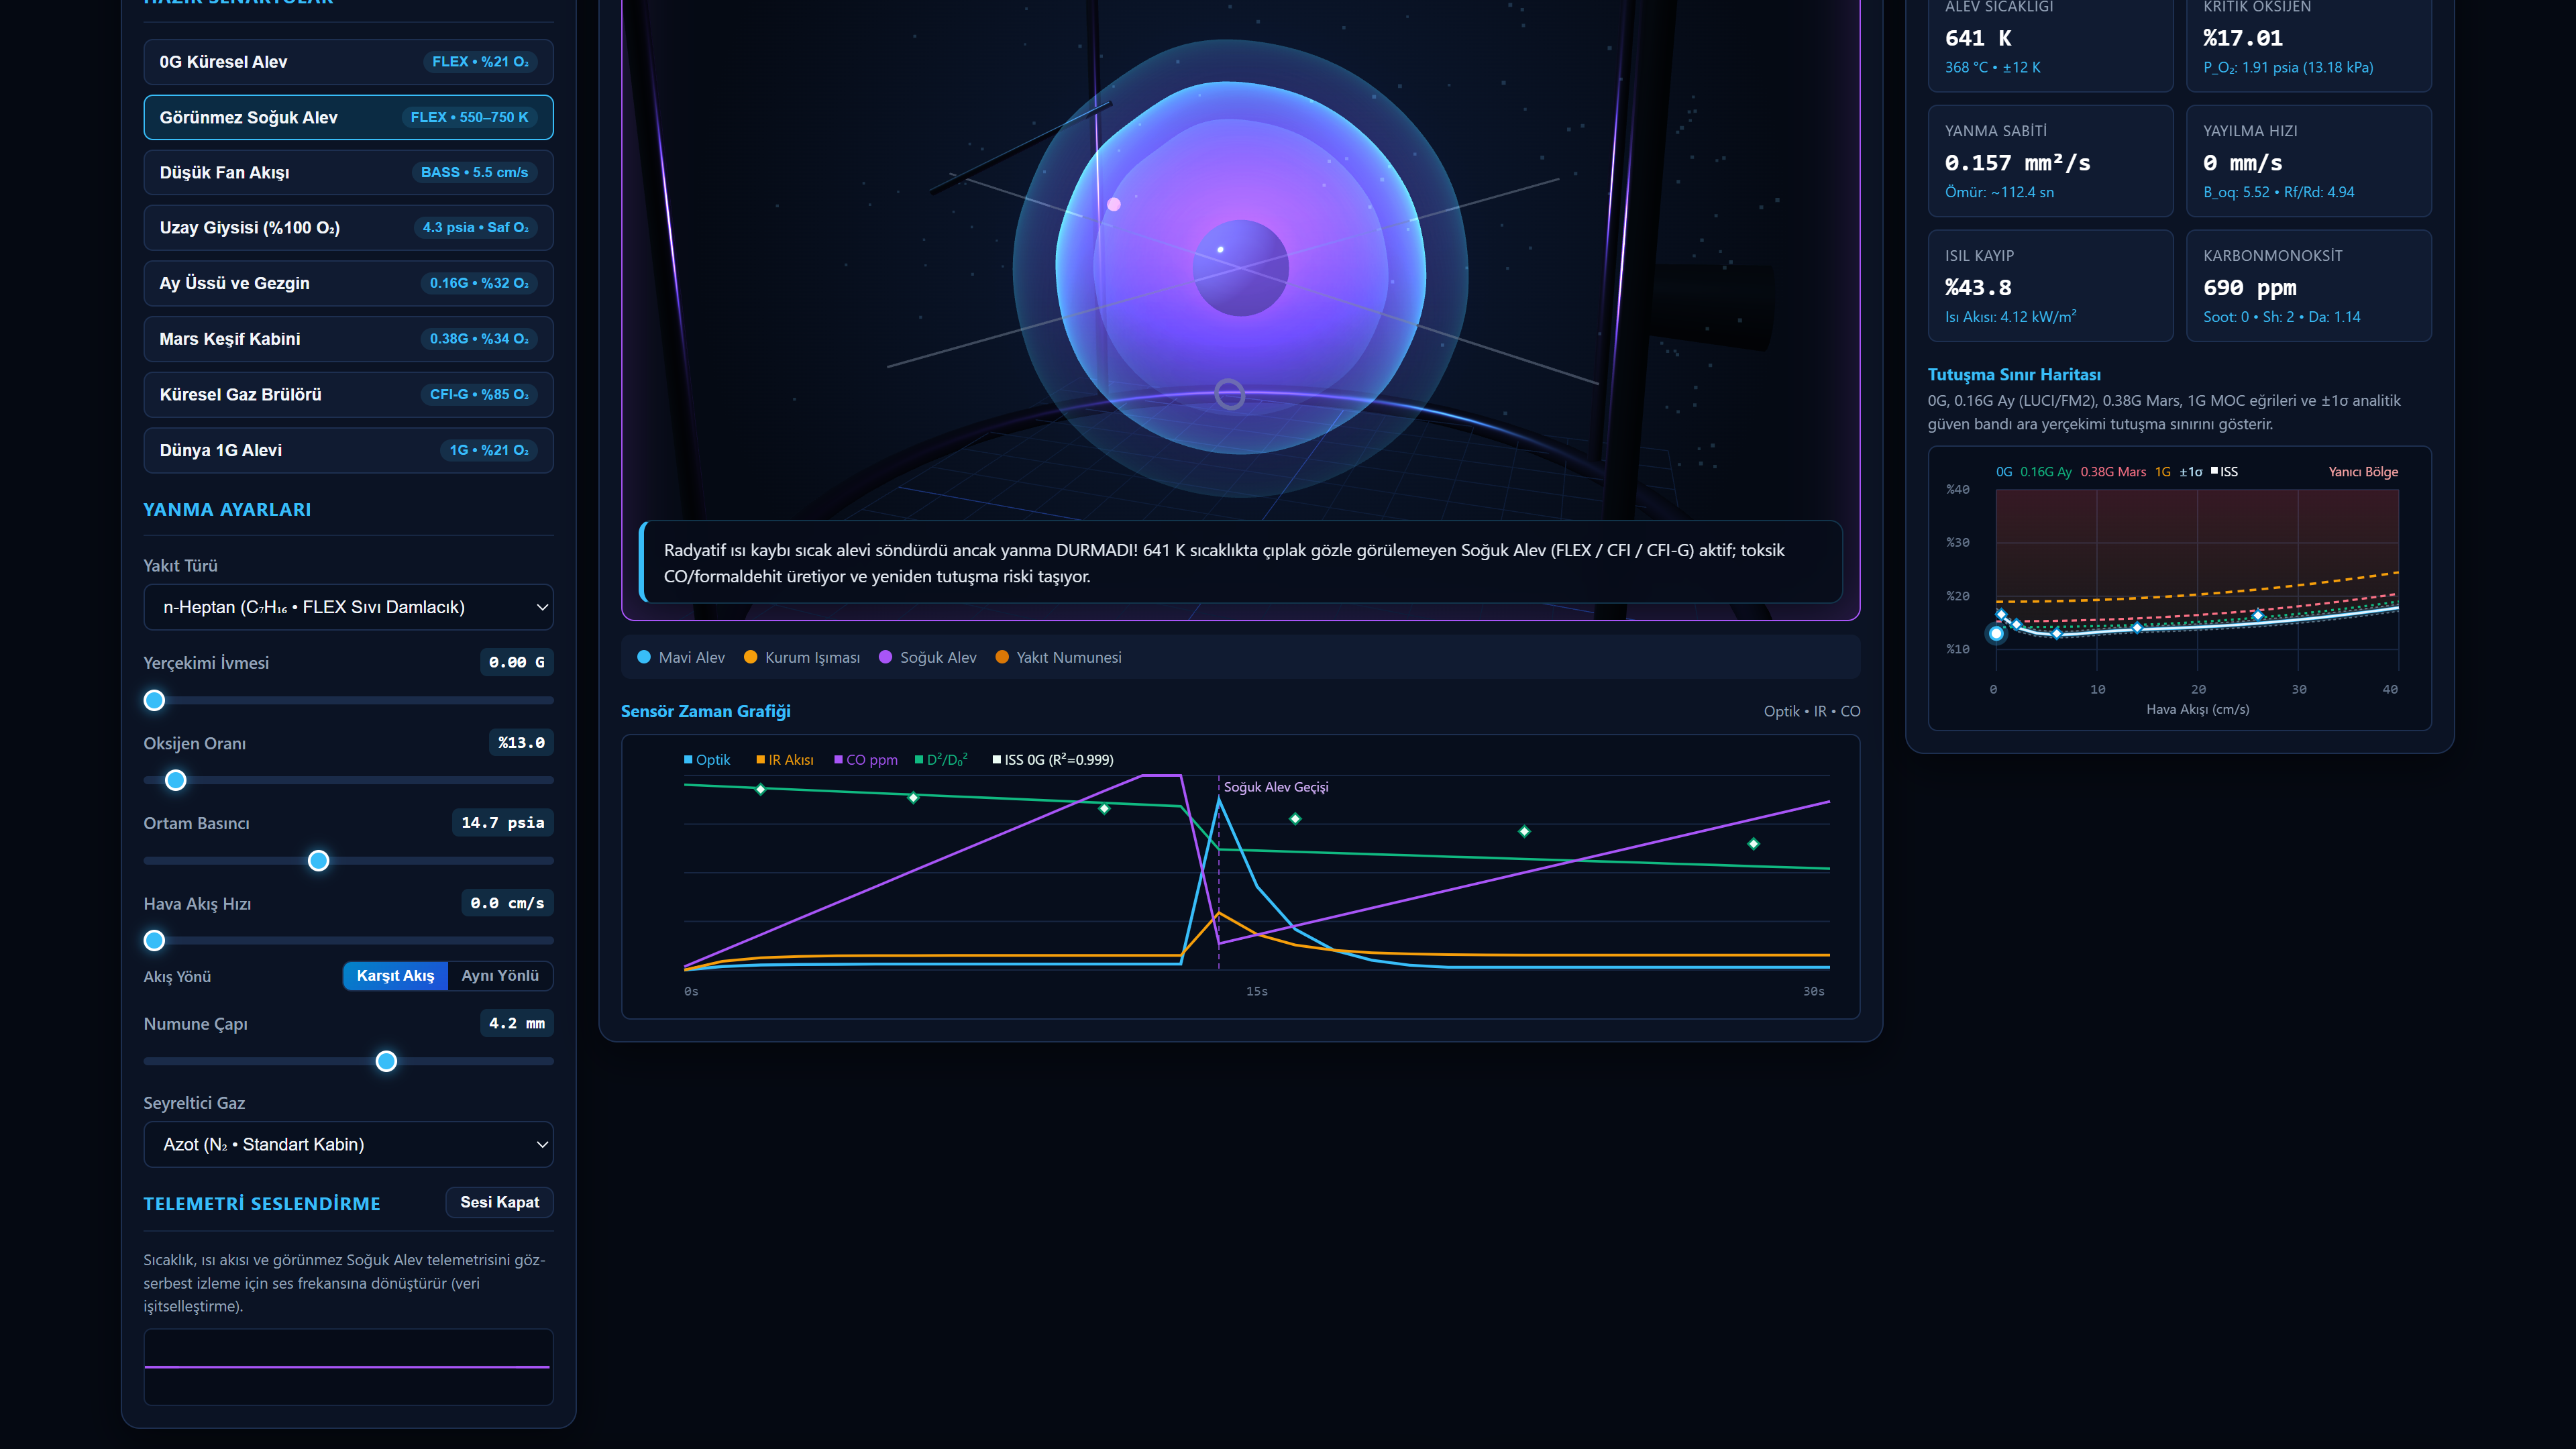 HAZIR SENARYOLAR
0G Küresel Alev
FLEX • %21 O₂
Görünmez Soğuk Alev
FLEX • 550–750 K
Düşük Fan Akışı
BASS • 5.5 cm/s
Uzay Giysisi (%100 O₂)
4.3 psia • Saf O₂
Ay Üssü ve Gezgin
0.16G • %32 O₂
Mars Keşif Kabini
0.38G • %34 O₂
Küresel Gaz Brülörü
CFI-G • %85 O₂
Dünya 1G Alevi
1G • %21 O₂
YANMA AYARLARI
Yakıt Türü
n-Heptan (C₇H₁₆ • FLEX Sıvı Damlacık)
Yerçekimi İvmesi
0.00 G
Oksijen Oranı
%13.0
Ortam Basıncı
14.7 psia
Hava Akış Hızı
0.0 cm/s
Akış Yönü
Karşıt Akış
Aynı Yönlü
Numune Çapı
4.2 mm
Seyreltici Gaz
Azot (N₂ • Standart Kabin)
TELEMETRİ SESLENDİRME
Sesi Kapat
Sıcaklık, ısı akısı ve görünmez Soğuk Alev telemetrisini göz-
serbest izleme için ses frekansına dönüştürür (veri
işitselleştirme).
Radyatif ısı kaybı sıcak alevi söndürdü ancak yanma DURMADI! 641 K sıcaklıkta çıplak gözle görülemeyen Soğuk Alev (FLEX / CFI / CFI-G) aktif; toksik
CO/formaldehit üretiyor ve yeniden tutuşma riski taşıyor.
Mavi Alev
Kurum Işıması
Soğuk Alev
Yakıt Numunesi
Sensör Zaman Grafiği
Optik • IR • CO
Optik
IR Akısı
CO ppm
D²/D₀²
ISS 0G (R²=0.999)
Soğuk Alev Geçişi
0s
15s
30s
ALEV SICAKLIĞI
641 K
368 °C • ±12 K
KRİTİK OKSİJEN
%17.01
P_O₂: 1.91 psia (13.18 kPa)
YANMA SABİTİ
0.157 mm²/s
Ömür: ~112.4 sn
YAYILMA HIZI
0 mm/s
B_oq: 5.52 • Rf/Rd: 4.94
ISIL KAYIP
%43.8
Isı Akısı: 4.12 kW/m²
KARBONMONOKSİT
690 ppm
Soot: 0 • Sh: 2 • Da: 1.14
Tutuşma Sınır Haritası
0G, 0.16G Ay (LUCI/FM2), 0.38G Mars, 1G MOC eğrileri ve ±1σ analitik
güven bandı ara yerçekimi tutuşma sınırını gösterir.
0G
0.16G Ay
0.38G Mars
1G
±1σ
ISS
Yanıcı Bölge
%40
%30
%20
%10
0
10
20
30
40
Hava Akışı (cm/s)